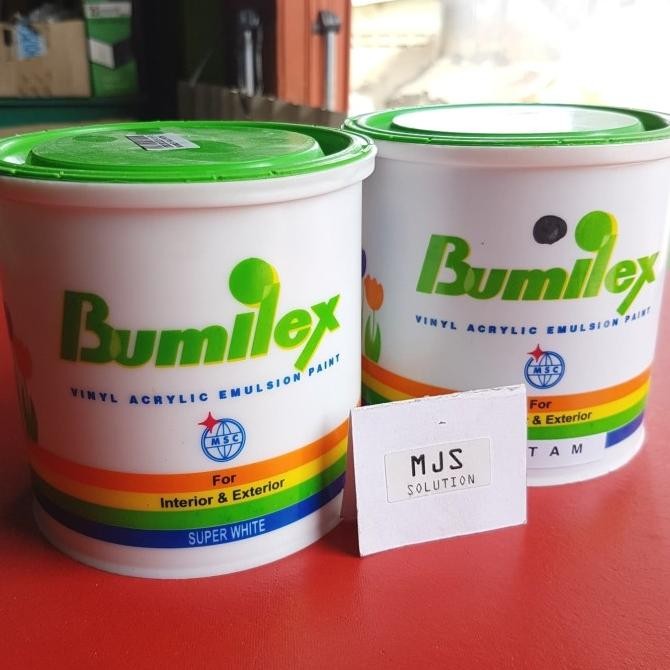 Bumilex
VINYL ACRYLIC EMULSION PAINT
MSC
For
Interior & Exterior
SUPER WHITE
Bumilex
VINYL ACRYLIC EMULSION PAINT
MSC
For
& Exterior
TAM
MJS
SOLUTION